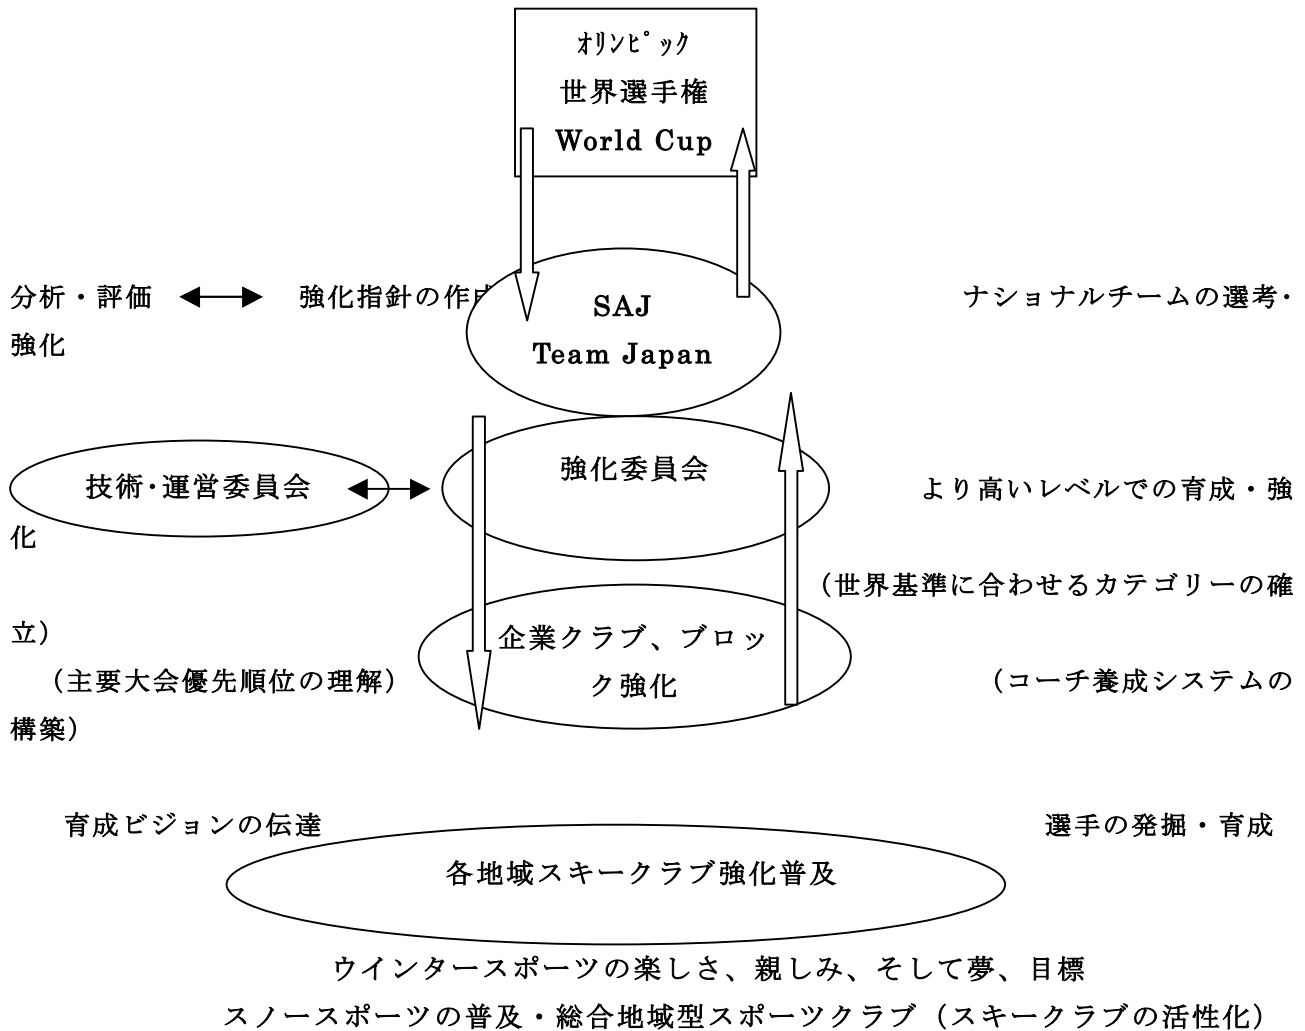 ｵﾘﾝﾋﾟｯｸ
世界選手権
World Cup
分析・評価 強化指針の作成 ナショナルチームの選考・
SAJ
強化
Team Japan
強化委員会
技術・運営委員会 より高いレベルでの育成・強
化
（世界基準に合わせるカテゴリーの確
立）
企業クラブ、ブロッ
（主要大会優先順位の理解） ク強化 （コーチ養成システムの
構築）
育成ビジョンの伝達 選手の発掘・育成
各地域スキークラブ強化普及
ウインタースポーツの楽しさ、親しみ、そして夢、目標
スノースポーツの普及・総合地域型スポーツクラブ（スキークラブの活性化）